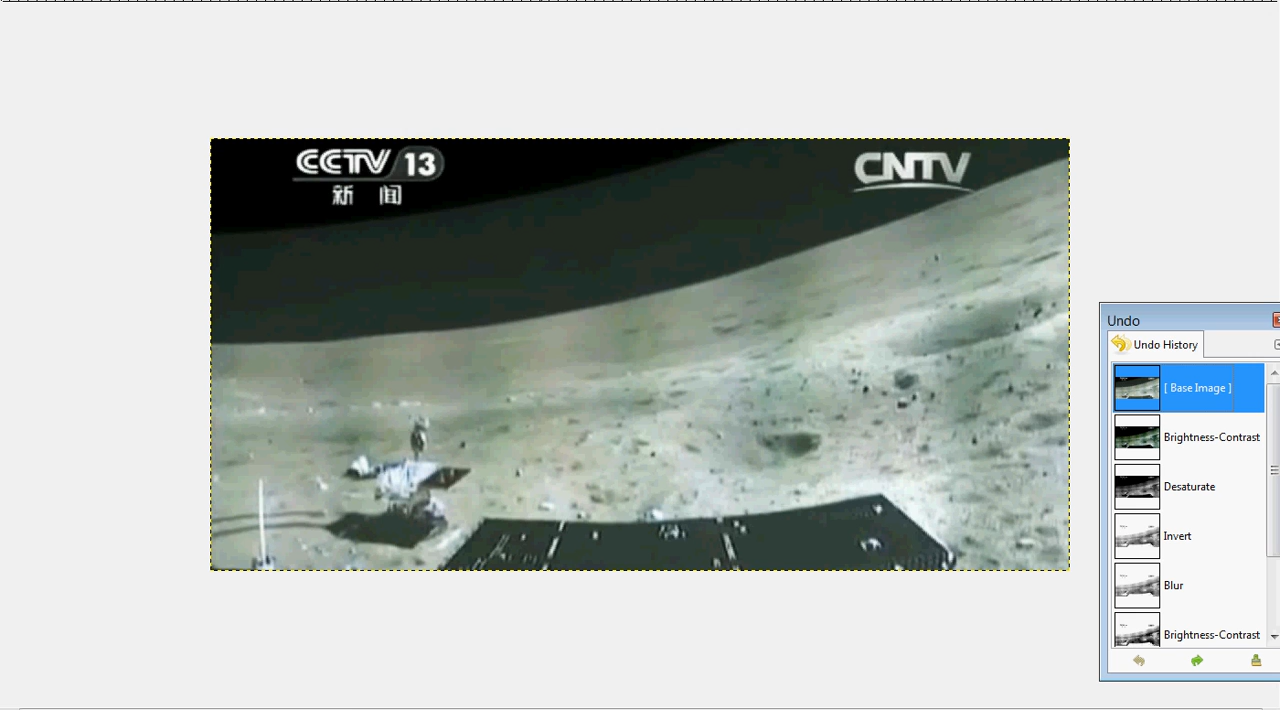 CCTV 13
新闻
CNTV
Undo
Undo History
[ Base Image ]
Brightness-Contrast
Desaturate
Invert
Blur
Brightness-Contrast